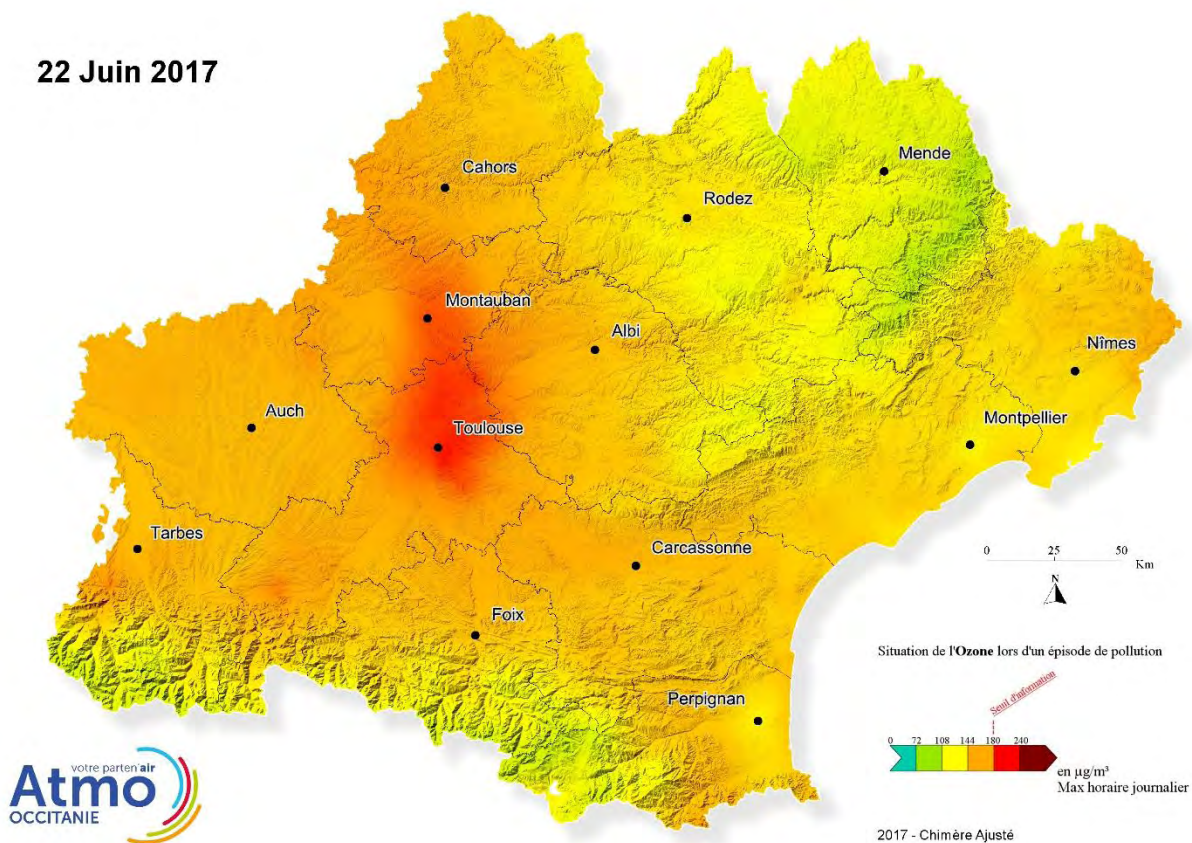 22 Juin 2017
Cahors
Mende
Rodez
Montauban
Albi
Nîmes
Auch
Toulouse
Montpellier
Tarbes
Carcassonne
Foix
Perpignan
0 25 50
Km
N
Situation de l'Ozone lors d'un épisode de pollution
Seuil d'information
0 72 108 144 180 240
en µg/m³
Max horaire journalier
2017 - Chimère Ajusté
votre parten'air
Atmo
OCCITANIE